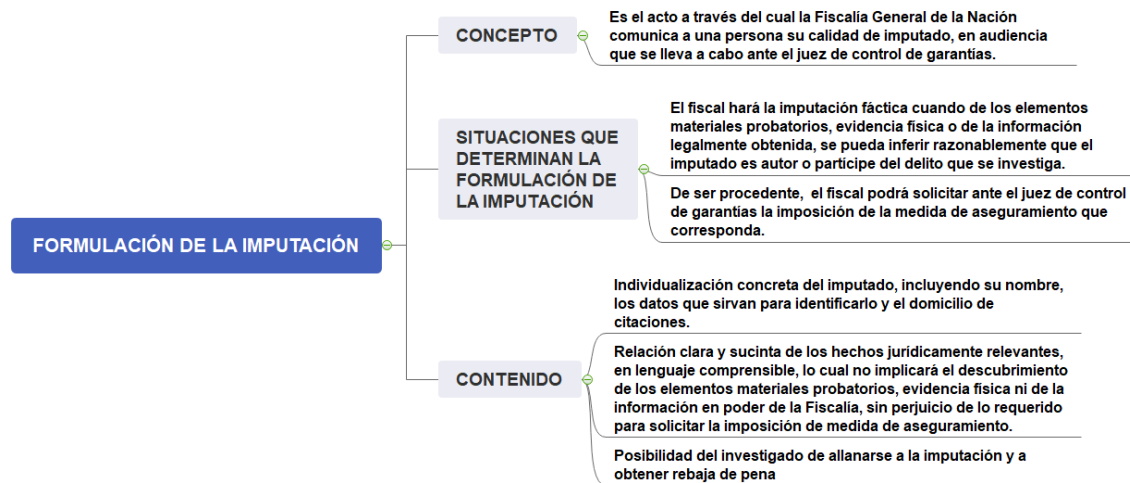 FORMULACIÓN DE LA IMPUTACIÓN
CONCEPTO
Es el acto a través del cual la Fiscalía General de la Nación
comunica a una persona su calidad de imputado, en audiencia
que se lleva a cabo ante el juez de control de garantías.
SITUACIONES QUE
DETERMINAN LA
FORMULACIÓN DE
LA IMPUTACIÓN
El fiscal hará la imputación fáctica cuando de los elementos
materiales probatorios, evidencia física o de la información
legalmente obtenida, se pueda inferir razonablemente que el
imputado es autor o partícipe del delito que se investiga.
De ser procedente, el fiscal podrá solicitar ante el juez de control
de garantías la imposición de la medida de aseguramiento que
corresponda.
CONTENIDO
Individualización concreta del imputado, incluyendo su nombre,
los datos que sirvan para identificarlo y el domicilio de
citaciones.
Relación clara y sucinta de los hechos jurídicamente relevantes,
en lenguaje comprensible, lo cual no implicará el descubrimiento
de los elementos materiales probatorios, evidencia física ni de la
información en poder de la Fiscalía, sin perjuicio de lo requerido
para solicitar la imposición de medida de aseguramiento.
Posibilidad del investigado de allanarse a la imputación y a
obtener rebaja de pena